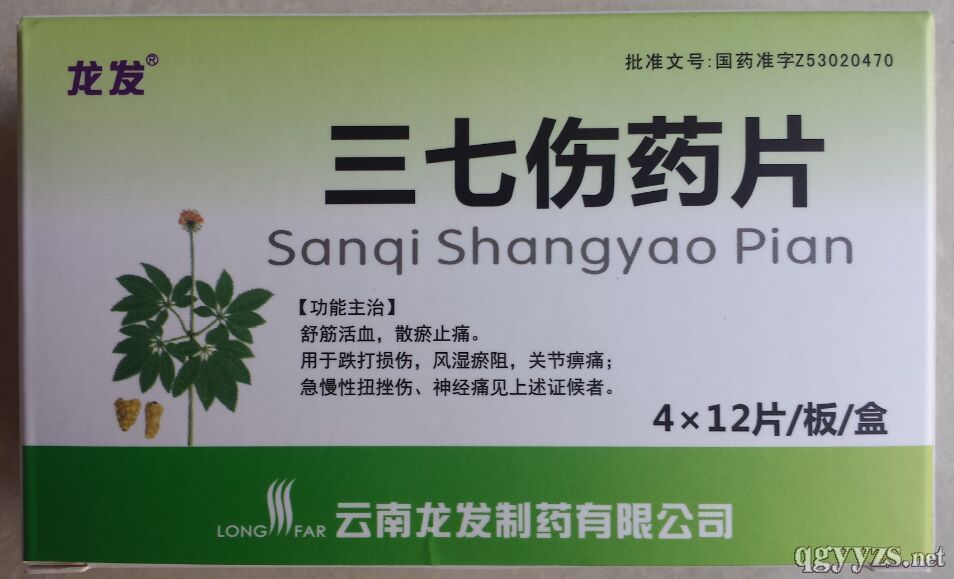 龙发®
批准文号:国药准字Z53020470
三七伤药片
Sanqi Shangyao Pian
【功能主治】
舒筋活血，散瘀止痛。
用于跌打损伤，风湿瘀阻，关节痹痛；
急慢性扭挫伤、神经痛见上述证候者。
4×12片/板/盒
LONG FAR 云南龙发制药有限公司
qgyyzs.net